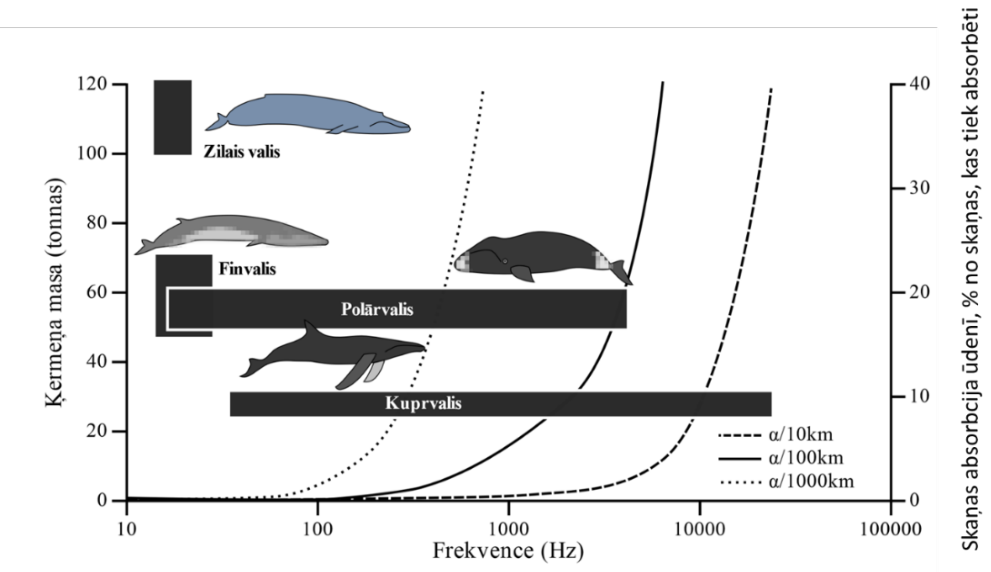 120
100
80
60
40
20
0
Ķermeņa masa (tonnas)
Zilais valis
Finvalis
Polārvalis
Kuprvalis
α/10km
α/100km
α/1000km
10
100
1000
10000
100000
Frekvence (Hz)
40
30
20
10
0
Skaņas absorbcija ūdenī, % no skaņas, kas tiek absorbēti